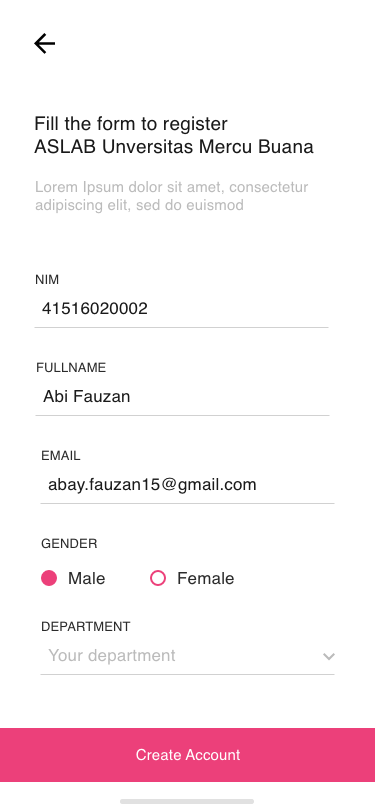 Fill the form to register
ASLAB Unversitas Mercu Buana
Lorem Ipsum dolor sit amet, consectetur
adipiscing elit, sed do euismod
NIM
41516020002
FULLNAME
Abi Fauzan
EMAIL
abay.fauzan15@gmail.com
GENDER
Male Female
DEPARTMENT
Your department
Create Account